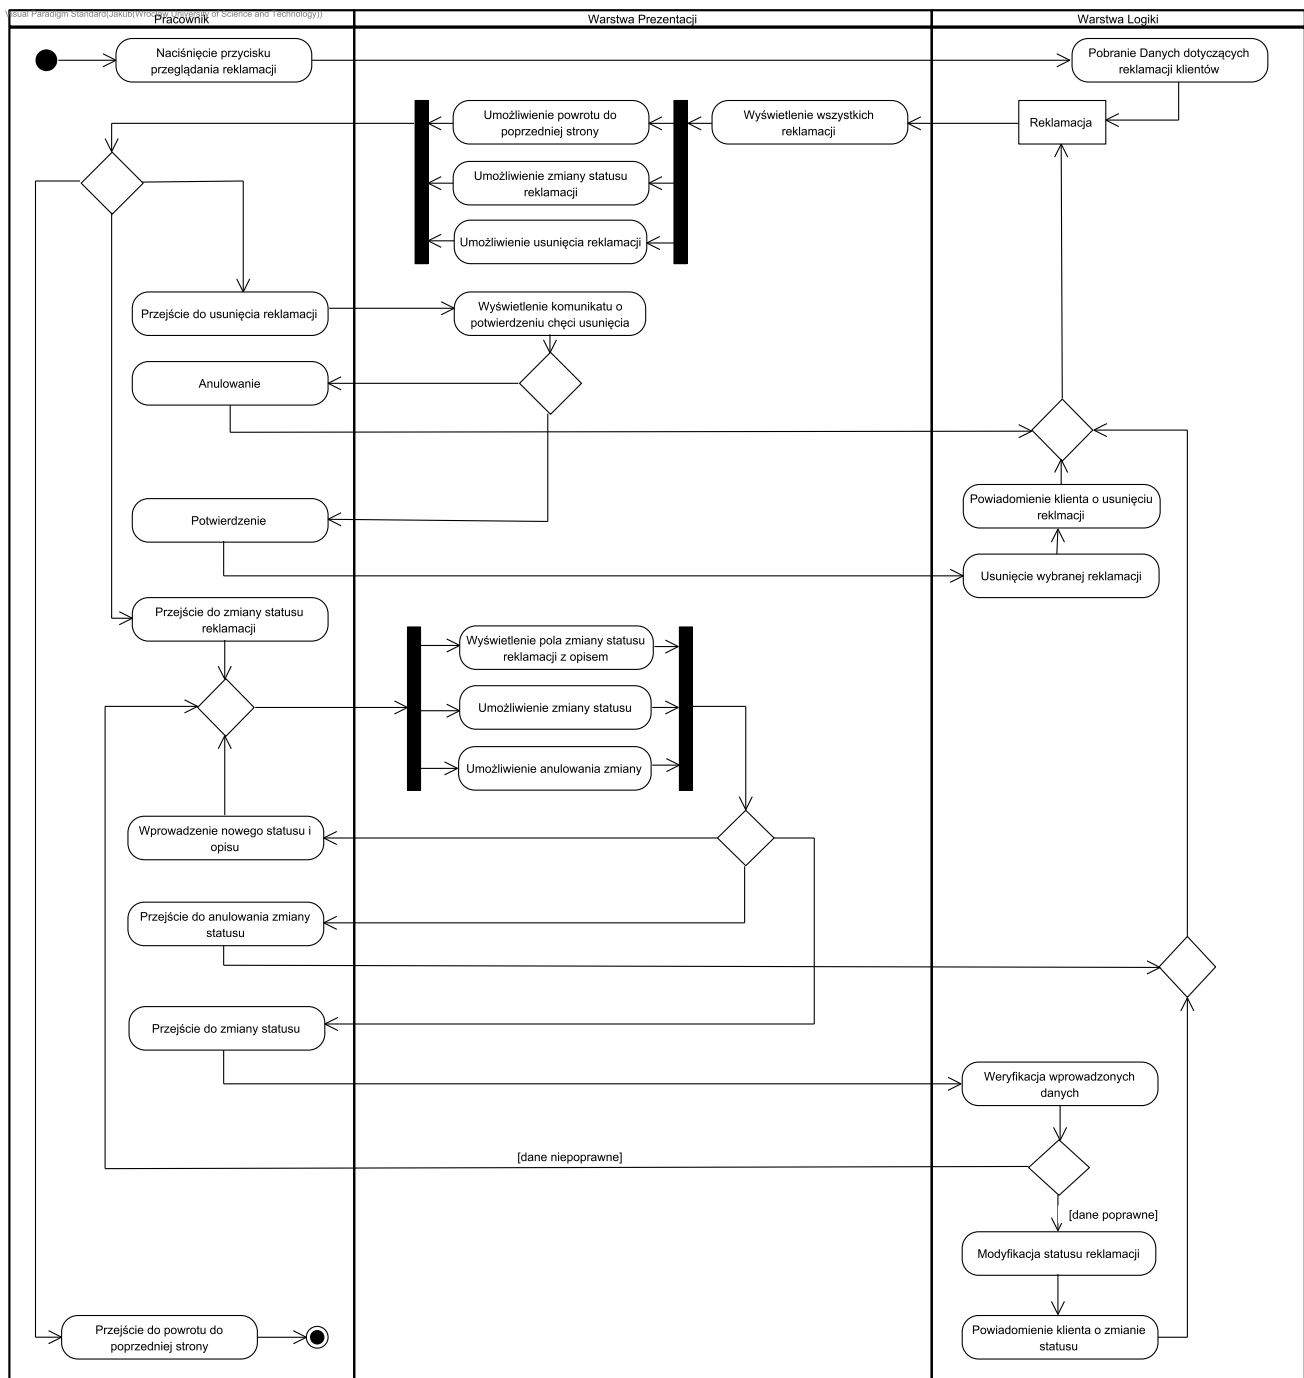 Visual Paradigm Standard(Jakub(Wroclaw University of Science and Technology))
Pracownik
Warstwa Prezentacji
Warstwa Logiki
Naciśnięcie przycisku
przeglądania reklamacji
Pobranie Danych dotyczących
reklamacji klientów
Umożliwienie powrotu do
poprzedniej strony
Wyświetlenie wszystkich
reklamacji
Reklamacja
Umożliwienie zmiany statusu
reklamacji
Umożliwienie usunięcia reklamacji
Przejście do usunięcia reklamacji
Wyświetlenie komunikatu o
potwierdzeniu chęci usunięcia
Anulowanie
Potwierdzenie
Powiadomienie klienta o usunięciu
reklmacji
Usunięcie wybranej reklamacji
Przejście do zmiany statusu
reklamacji
Wyświetlenie pola zmiany statusu
reklamacji z opisem
Umożliwienie zmiany statusu
Umożliwienie anulowania zmiany
Wprowadzenie nowego statusu i
opisu
Przejście do anulowania zmiany
statusu
Przejście do zmiany statusu
Weryfikacja wprowadzonych
danych
[dane niepoprawne]
[dane poprawne]
Modyfikacja statusu reklamacji
Przejście do powrotu do
poprzedniej strony
Powiadomienie klienta o zmianie
statusu